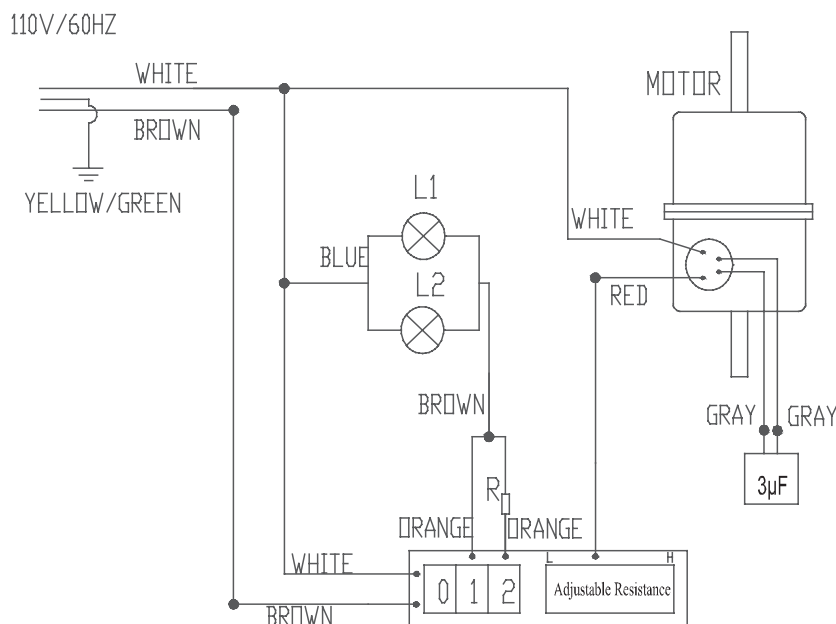 110V/60HZ
WHITE
MOTOR
BROWN
YELLOW/GREEN
L1
WHITE
BLUE
L2
RED
BROWN
GRAY GRAY
3μF
R
ORANGE ORANGE
L H
WHITE
0 1 2 Adjustable Resistance
BROWN